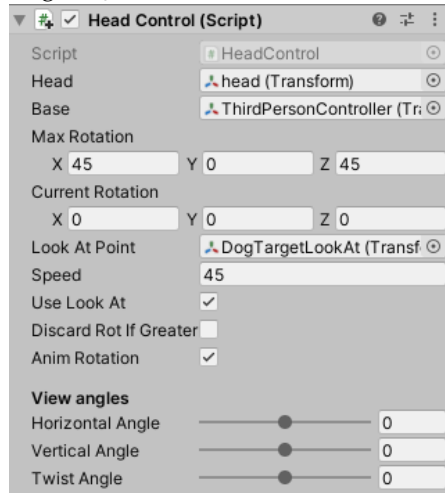 Head Control (Script)
Script HeadControl
Head head (Transform)
Base ThirdPersonController (Tra
Max Rotation
X 45 Y 0 Z 45
Current Rotation
X 0 Y 0 Z 0
Look At Point DogTargetLookAt (Transf
Speed 45
Use Look At
Discard Rot If Greater
Anim Rotation
View angles
Horizontal Angle 0
Vertical Angle 0
Twist Angle 0